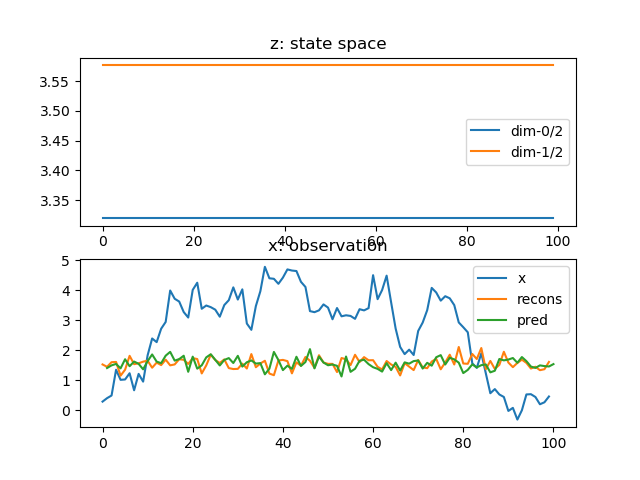 z: state space
3.55
3.50
3.45
3.40
3.35
dim-0/2
dim-1/2
0 20 40 60 80 100
x: observation
5
4
3
2
1
0
x
recons
pred
0 20 40 60 80 100